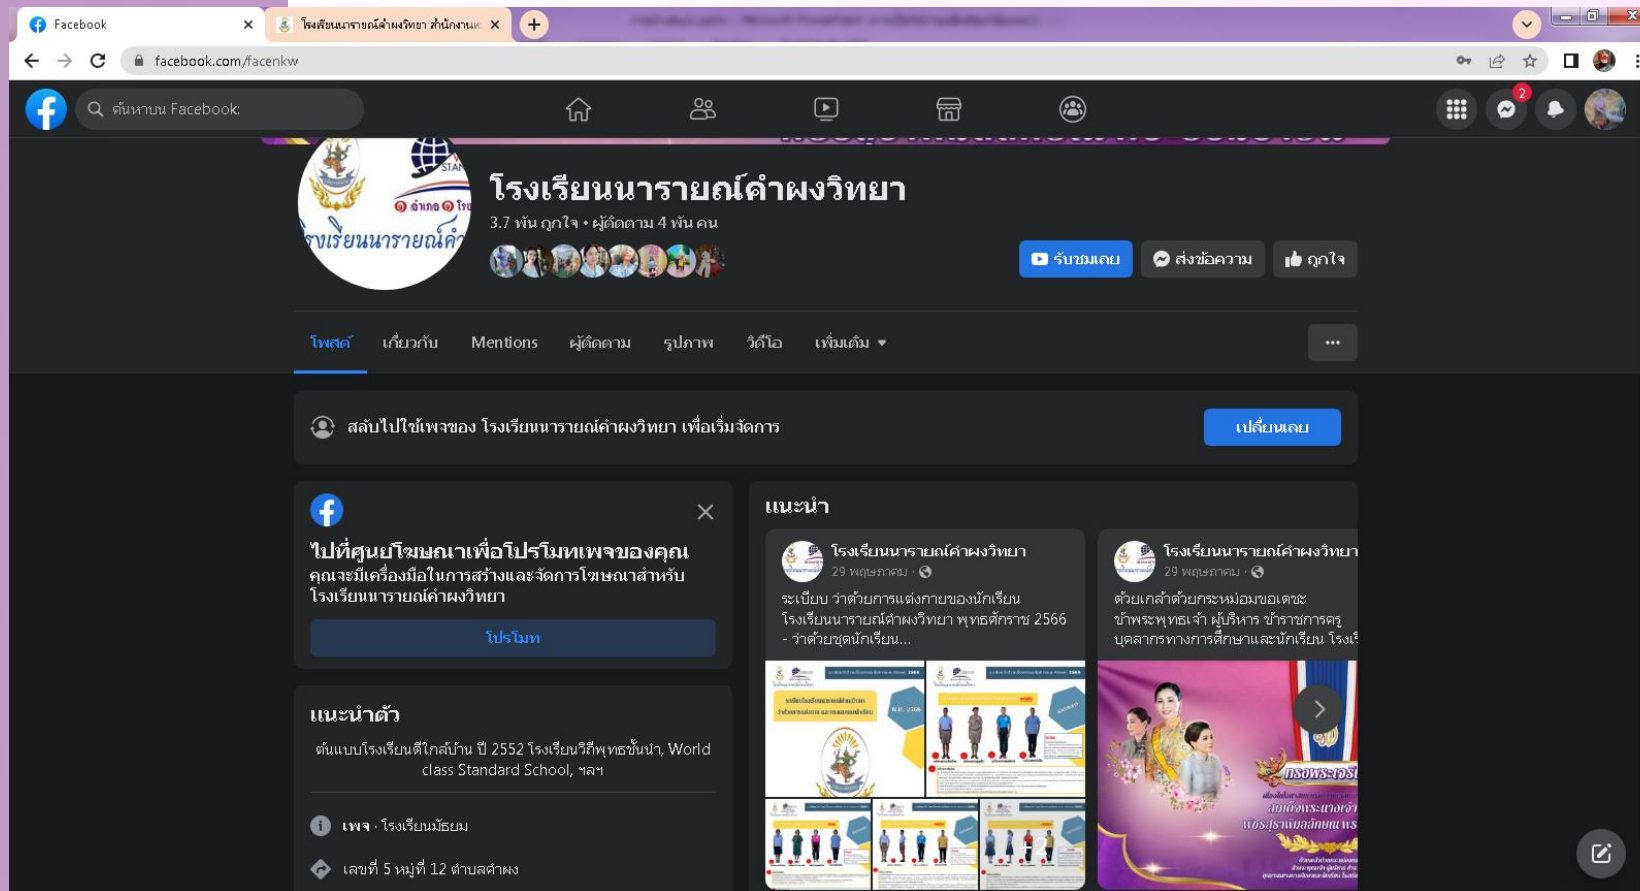 Facebook
โรงเรียนนารายณ์คำผงวิทยา สำนักงานค
facebook.com/facenkw
ค้นหาบน Facebook:
2
โรงเรียนนารายณ์คำผงวิทยา
3.7 พัน ถูกใจ • ผู้ติดตาม 4 พัน คน
รับชมเลย
ส่งข้อความ
ถูกใจ
โพสต์
เกี่ยวกับ
Mentions
ผู้ติดตาม
รูปภาพ
วิดีโอ
เพิ่มเติม
สลับไปใช้เพจของ โรงเรียนนารายณ์คำผงวิทยา เพื่อเริ่มจัดการ
เปลี่ยนเลย
ไปที่ศูนย์โฆษณาเพื่อโปรโมทเพจของคุณ
คุณจะมีเครื่องมือในการสร้างและจัดการโฆษณาสำหรับ
โรงเรียนนารายณ์คำผงวิทยา
โปรโมท
แนะนำตัว
ต้นแบบโรงเรียนดีใกล้บ้าน ปี 2552 โรงเรียนวิถีพุทธชั้นนำ, World
class Standard School, ฯลฯ
เพจ · โรงเรียนมัธยม
เลขที่ 5 หมู่ที่ 12 ตำบลคำผง
แนะนำ
โรงเรียนนารายณ์คำผงวิทยา
29 พฤษภาคม ·
ระเบียบ ว่าด้วยการแต่งกายของนักเรียน
โรงเรียนนารายณ์คำผงวิทยา พุทธศักราช 2566
- ว่าด้วยชุดนักเรียน...
+2
โรงเรียนนารายณ์คำผงวิทยา
29 พฤษภาคม ·
ด้วยเกล้าด้วยกระหม่อมขอเดชะ
ข้าพระพุทธเจ้า ผู้บริหาร ข้าราชการครู
บุคลากรทางการศึกษาและนักเรียน โรงเรี
ทรงพระเจริ